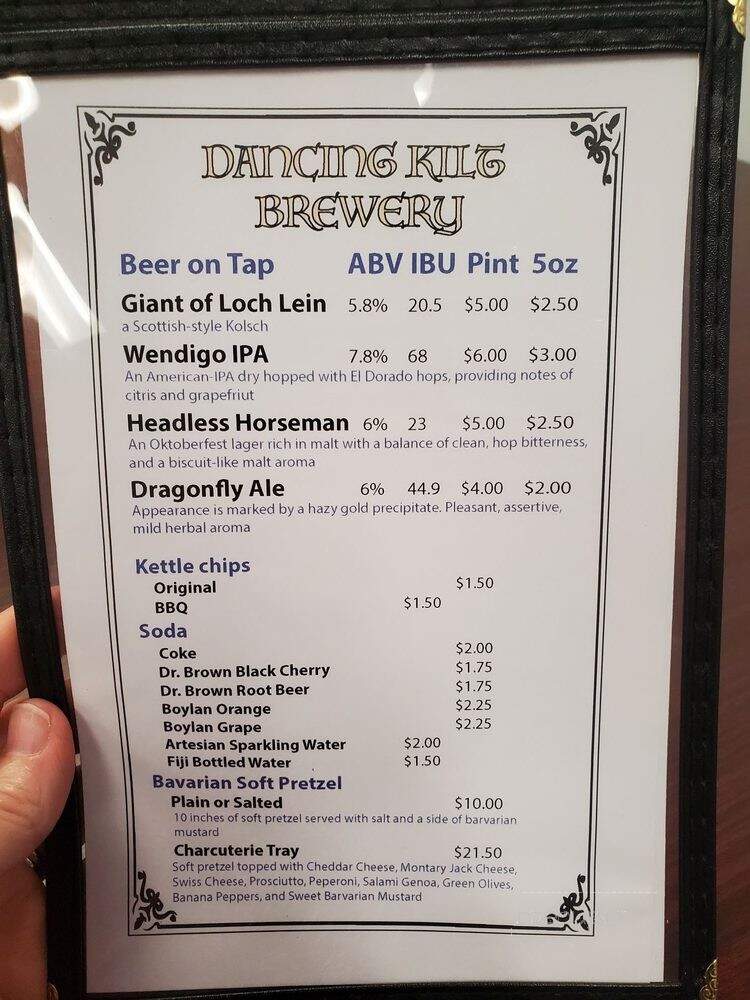 DANCING KILT
BREWERY
Beer on Tap ABV IBU Pint 5oz
Giant of Loch Lein 5.8% 20.5 $5.00 $2.50
a Scottish-style Kolsch
Wendigo IPA 7.8% 68 $6.00 $3.00
An American-IPA dry hopped with El Dorado hops, providing notes of
citris and grapefriut
Headless Horseman 6% 23 $5.00 $2.50
An Oktoberfest lager rich in malt with a balance of clean, hop bitterness,
and a biscuit-like malt aroma
Dragonfly Ale 6% 44.9 $4.00 $2.00
Appearance is marked by a hazy gold precipitate. Pleasant, assertive,
mild herbal aroma
Kettle chips
Original $1.50
BBQ $1.50
Soda
Coke $2.00
Dr. Brown Black Cherry $1.75
Dr. Brown Root Beer $1.75
Boylan Orange $2.25
Boylan Grape $2.25
Artesian Sparkling Water $2.00
Fiji Bottled Water $1.50
Bavarian Soft Pretzel
Plain or Salted $10.00
10 inches of soft pretzel served with salt and a side of barvarian
mustard
Charcuterie Tray $21.50
Soft pretzel topped with Cheddar Cheese, Montary Jack Cheese,
Swiss Cheese, Prosciutto, Peperoni, Salami Genoa, Green Olives,
Banana Peppers, and Sweet Barvarian Mustard